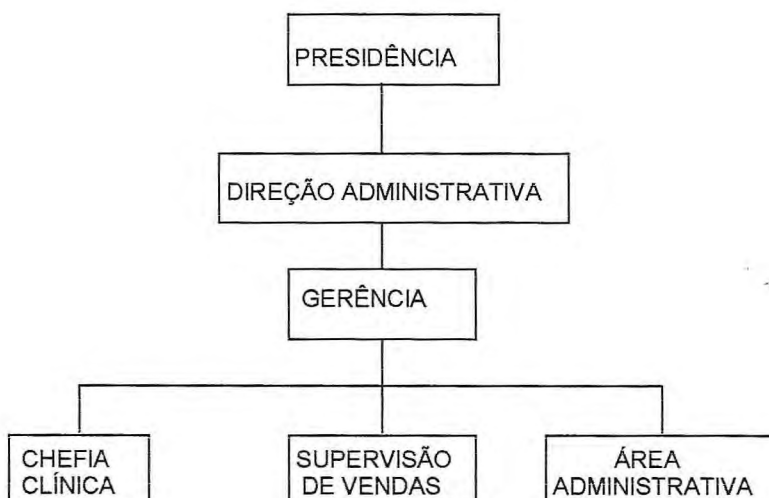 PRESIDÊNCIA
DIREÇÃO ADMINISTRATIVA
GERÊNCIA
CHEFIA
CLÍNICA
SUPERVISÃO
DE VENDAS
ÁREA
ADMINISTRATIVA